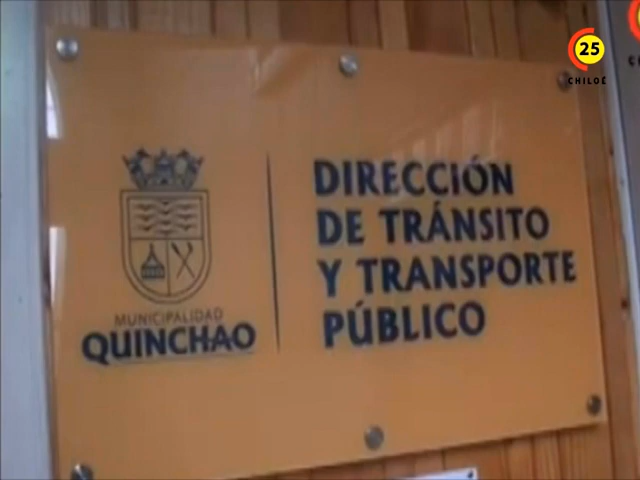 25
CHILOÉ
DIRECCIÓN
DE TRÁNSITO
Y TRANSPORTE
PÚBLICO
MUNICIPALIDAD
QUINCHAO